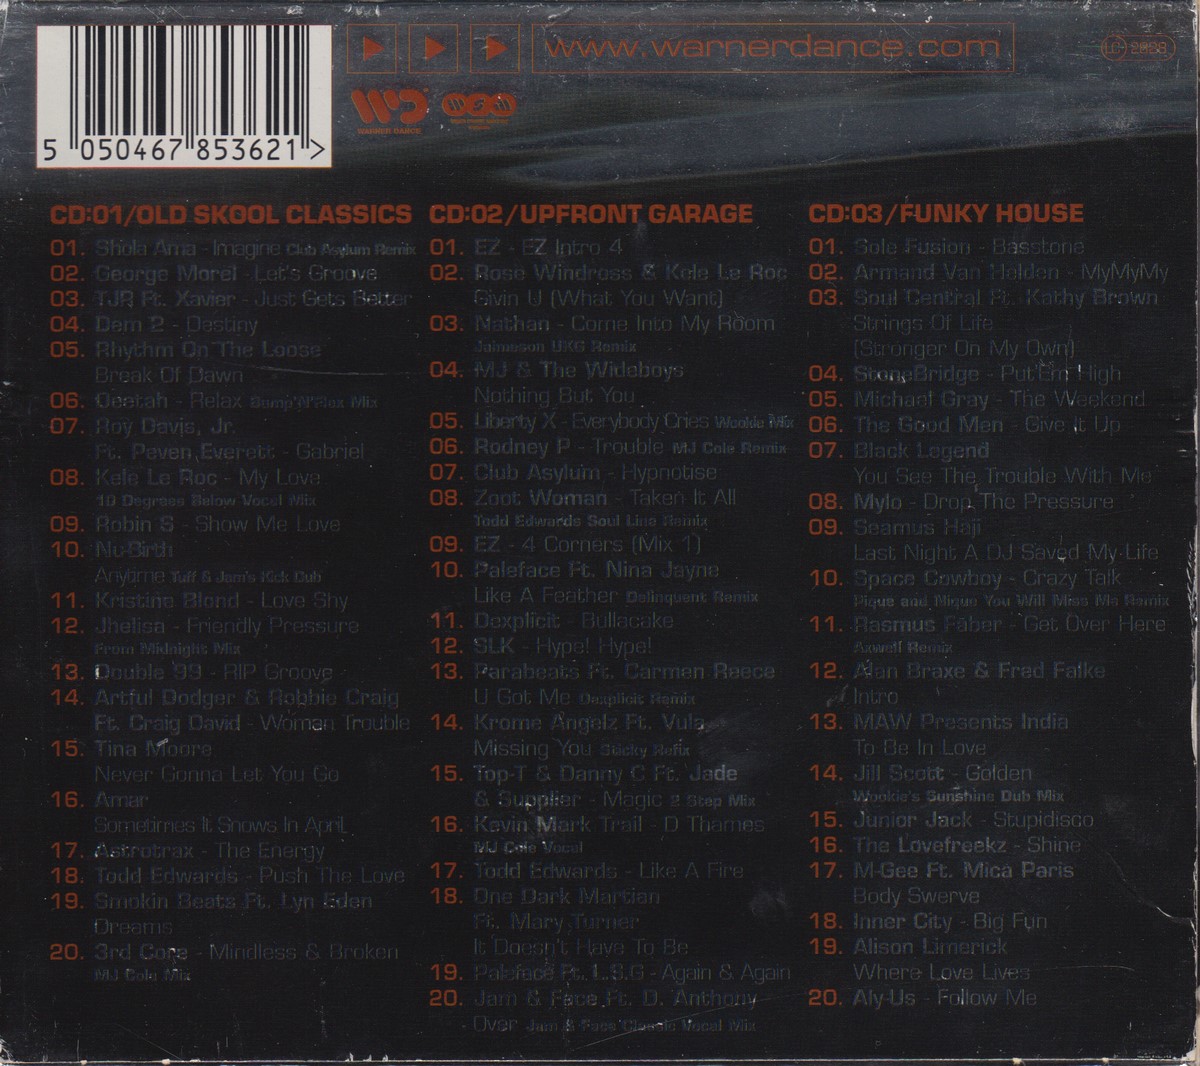 www.warnerdance.com
LC 2828
WARNER DANCE
5 050467 853621 >
CD:01/OLD SKOOL CLASSICS
01. Shola Ama - Imagine Club Asylum Remix
02. George Morel - Let's Groove
03. TJR Ft. Xavier - Just Gets Better
04. Dem 2 - Destiny
05. Rhythm On The Loose
Break Of Dawn
06. Ceetah - Relax Bump'N'Flex Mix
07. Roy Davis, Jr.
Ft. Peven Everett - Gabriel
08. Kele Le Roc - My Love
10 Degrees Below Vocal Mix
09. Robin S - Show Me Love
10. Nu-Birth
Anytime Tuff & Jam's Kick Dub
11. Kristine Blond - Love Shy
12. Jhelisa - Friendly Pressure
From Midnight Mix
13. Double 99 - RIP Groove
14. Artful Dodger & Robbie Craig
Ft. Craig David - Woman Trouble
15. Tina Moore
Never Gonna Let You Go
16. Amar
Sometimes It Snows In April
17. Astrotrax - The Energy
18. Todd Edwards - Push The Love
19. Smokin Beats Ft. Lyn Eden
Dreams
20. 3rd Core - Mindless & Broken
MJ Cole Mix
CD:02/UPFRONT GARAGE
01. EZ - EZ Intro 4
02. Rose Windross & Kele Le Roc
Givin U (What You Want)
03. Nathan - Come Into My Room
Jaimeson UKG Remix
04. MJ & The Wideboys
Nothing But You
05. Liberty X - Everybody Cries Wookie Mix
06. Rodney P - Trouble MJ Cole Remix
07. Club Asylum - Hypnotise
08. Zoot Woman - Taken It All
Todd Edwards Soul Line Remix
09. EZ - 4 Corners (Mix 1)
10. Paleface Ft. Nina Jayne
Like A Feather Delinquent Remix
11. Dexplicit - Bullacake
12. SLK - Hype! Hype!
13. Parabeats Ft. Carmen Reece
U Got Me Dexplicit Remix
14. Krome Angelz Ft. Vula
Missing You Sticky Refix
15. Top-T & Danny C Ft. Jade
& Supplier - Magic 2 Step Mix
16. Kevin Mark Trail - D Thames
MJ Cole Vocal
17. Todd Edwards - Like A Fire
18. One Dark Martian
Ft. Mary Turner
It Doesn't Have To Be
19. Paleface Ft. L.S.G - Again & Again
20. Jam & Face Ft. D. Anthony
- Over Jam & Face Classic Vocal Mix
CD:03/FUNKY HOUSE
01. Sole Fusion - Basstone
02. Armand Van Helden - MyMyMy
03. Soul Central Ft. Kathy Brown
Strings Of Life
(Stronger On My Own)
04. StoneBridge - Put Em High
05. Michael Gray - The Weekend
06. The Good Men - Give It Up
07. Black Legend
You See The Trouble With Me
08. Mylo - Drop The Pressure
09. Seamus Haji
Last Night A DJ Saved My Life
10. Space Cowboy - Crazy Talk
Pique and Nique You Will Miss Me Remix
11. Rasmus Faber - Get Over Here
Axwell Remix
12. Alan Braxe & Fred Falke
Intro
13. MAW Presents India
To Be In Love
14. Jill Scott - Golden
Wookie's Sunshine Dub Mix
15. Junior Jack - Stupidisco
16. The Lovefreekz - Shine
17. M-Gee Ft. Mica Paris
Body Swerve
18. Inner City - Big Fun
19. Alison Limerick
Where Love Lives
20. Aly-Us - Follow Me